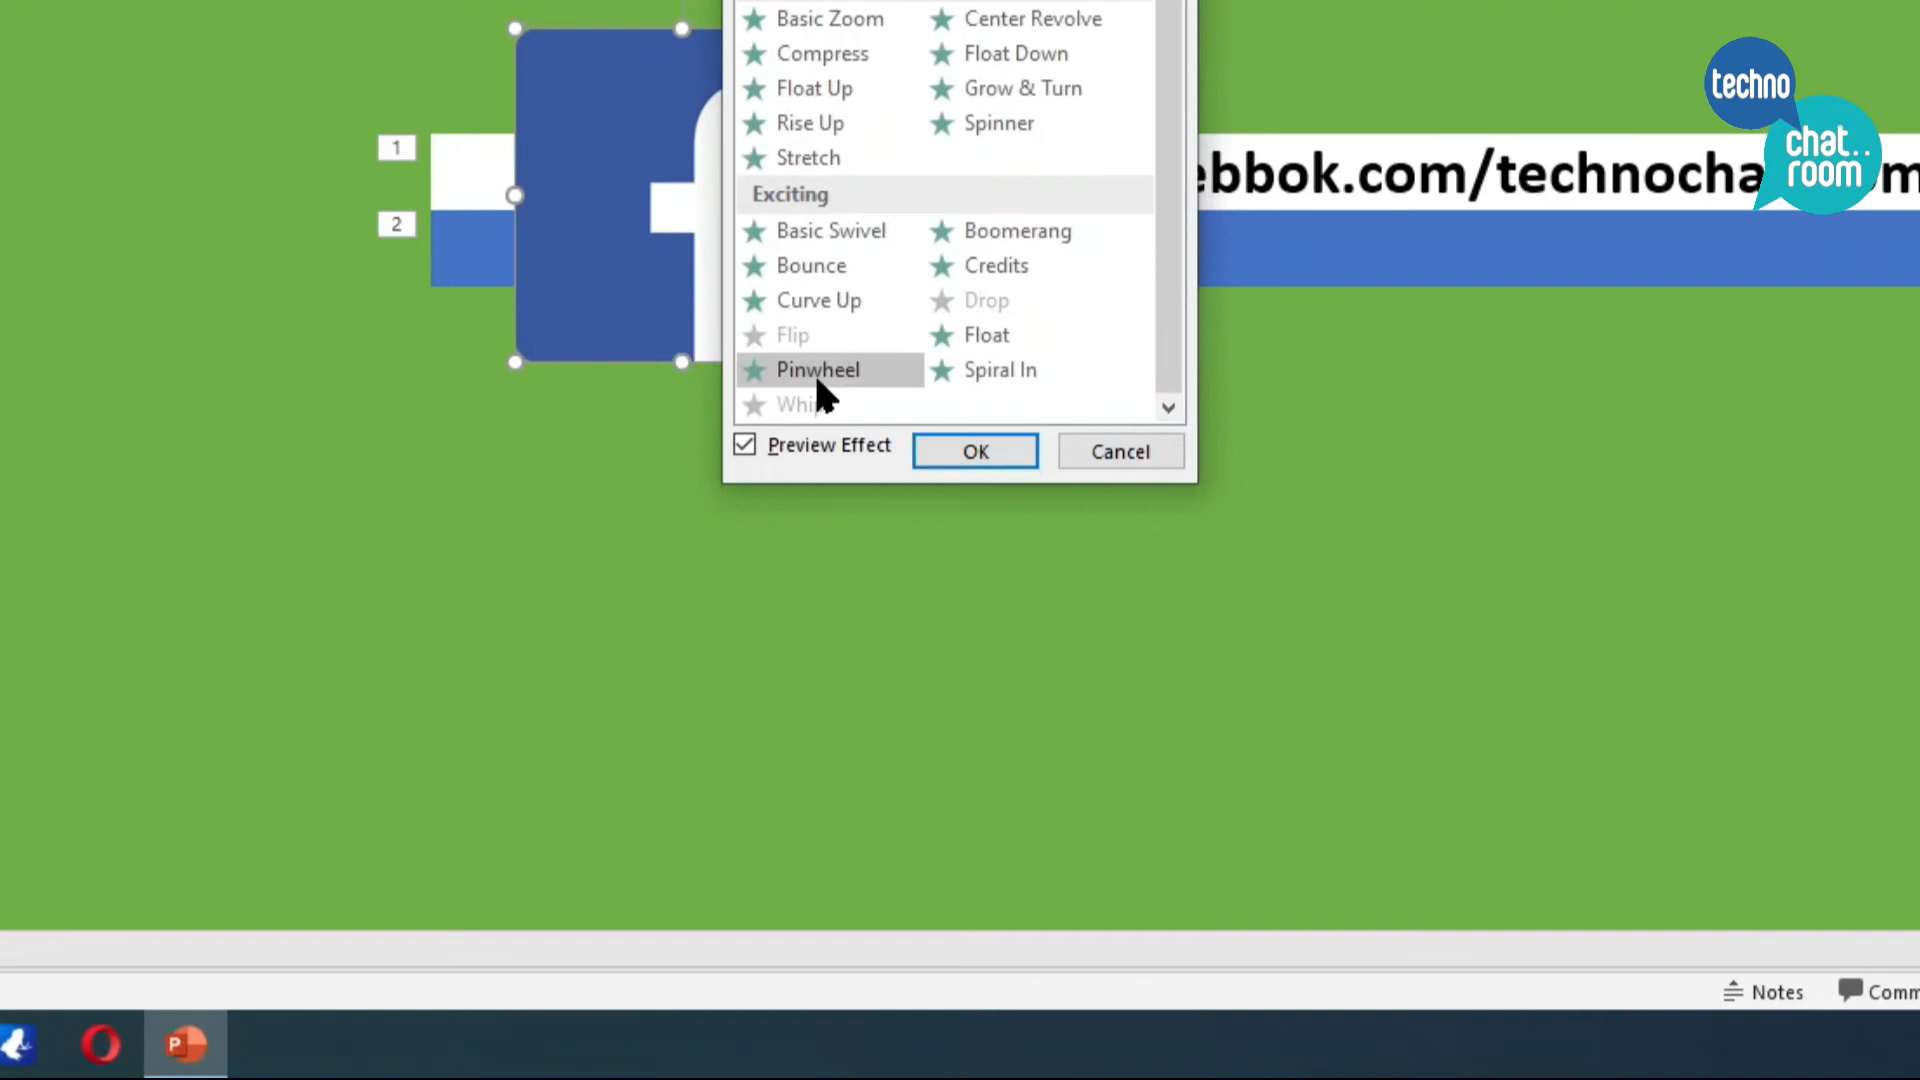 Basic Zoom Center Revolve
Compress Float Down
Float Up Grow & Turn
Rise Up Spinner
Stretch
Exciting
Basic Swivel Boomerang
Bounce Credits
Curve Up Drop
Flip Float
Pinwheel Spiral In
Preview Effect OK Cancel
1
2
ebbok.com/technocha
techno
chat..
room
Notes
P